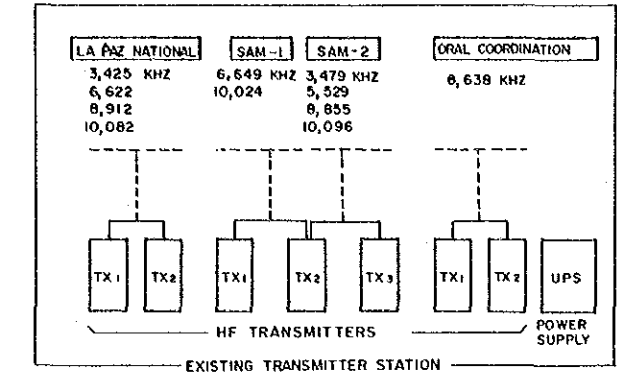 LA PAZ NATIONAL SAM-1 SAM-2 ORAL COORDINATION
3,425 KHZ 6,649 KHZ 3,479 KHZ 8,638 KHZ
6,622 10,024 5,529
8,912 8,855
10,082 10,096
TX1 TX2 TX1 TX2 TX3 TX1 TX2 UPS
HF TRANSMITTERS POWER
SUPPLY
EXISTING TRANSMITTER STATION